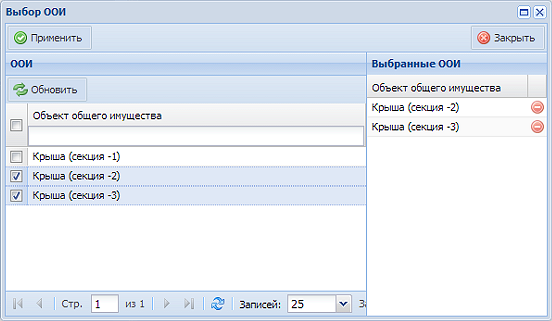 Выбор ООИ
Применить
Закрыть
ООИ
Обновить
Объект общего имущества
Крыша (секция -1)
Крыша (секция -2)
Крыша (секция -3)
Стр. 1 из 1
Записей: 25
За
Выбранные ООИ
Объект общего имущества
Крыша (секция -2)
Крыша (секция -3)